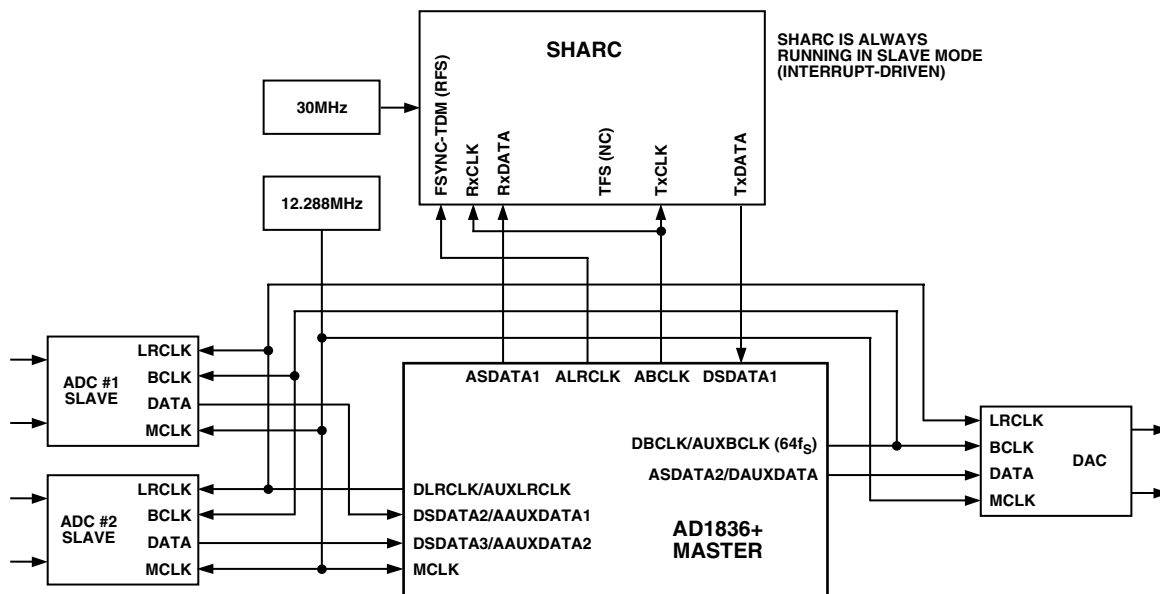 SHARC
SHARC IS ALWAYS
RUNNING IN SLAVE MODE
(INTERRUPT-DRIVEN)
30MHz
FSYNC-TDM (RFS)
RxCLK
RxDATA
TFS (NC)
TxCLK
TxDATA
12.288MHz
ADC #1
SLAVE
LRCLK
BCLK
DATA
MCLK
ASDATA1
ALRCLK
ABCLK
DSDATA1
DBCLK/AUXBCLK (64fS)
ASDATA2/DAUXDATA
LRCLK
BCLK
DATA
MCLK
DAC
ADC #2
SLAVE
LRCLK
BCLK
DATA
MCLK
DLRCLK/AUXLRCLK
DSDATA2/AAUXDATA1
DSDATA3/AAUXDATA2
MCLK
AD1836+
MASTER